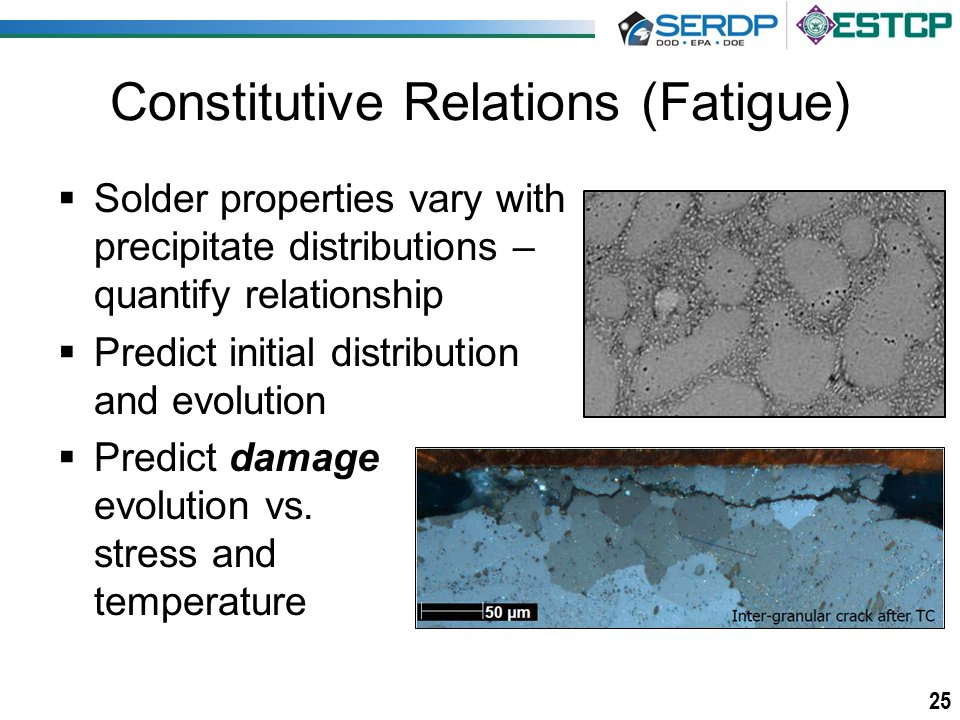 SERDP
DOD • EPA • DOE
ESTCP
Constitutive Relations (Fatigue)
▪ Solder properties vary with
precipitate distributions –
quantify relationship
▪ Predict initial distribution
and evolution
▪ Predict damage
evolution vs.
stress and
temperature
50 µm
Inter-granular crack after TC
25